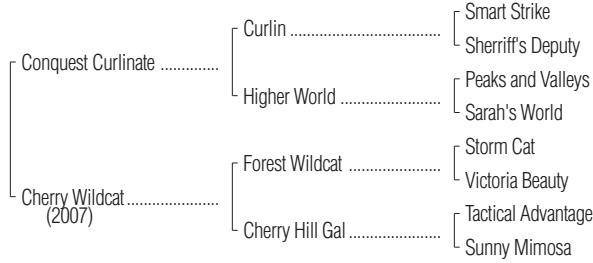 Smart Strike
Curlin ........................................
Sherriff's Deputy
Conquest Curlinate ..............
Peaks and Valleys
Higher World ...........................
Sarah's World
Storm Cat
Forest Wildcat .........................
Victoria Beauty
Cherry Wildcat ........................
(2007)
Tactical Advantage
Cherry Hill Gal .........................
Sunny Mimosa